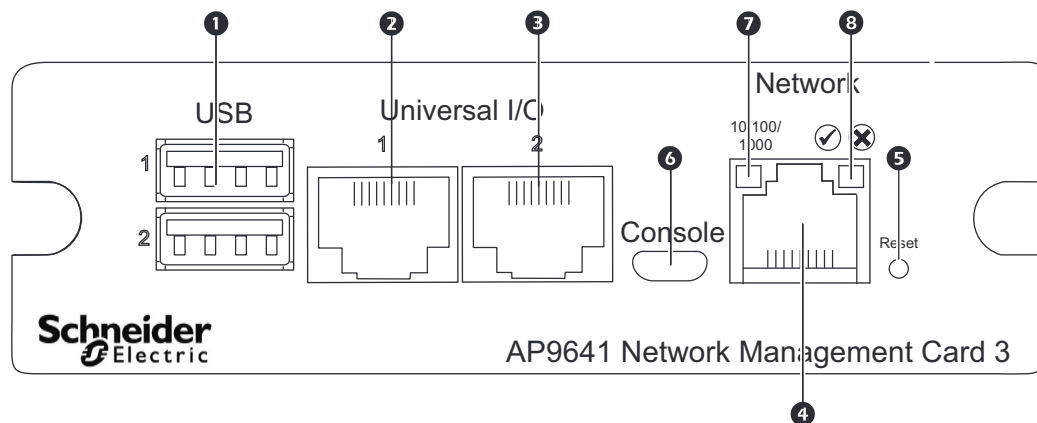 1 2 3 7 8
Network
USB
Universal I/O
10/100/
1000
1
1
2
6
5
2
Console
Reset
Schneider
Electric
AP9641 Network Management Card 3
4